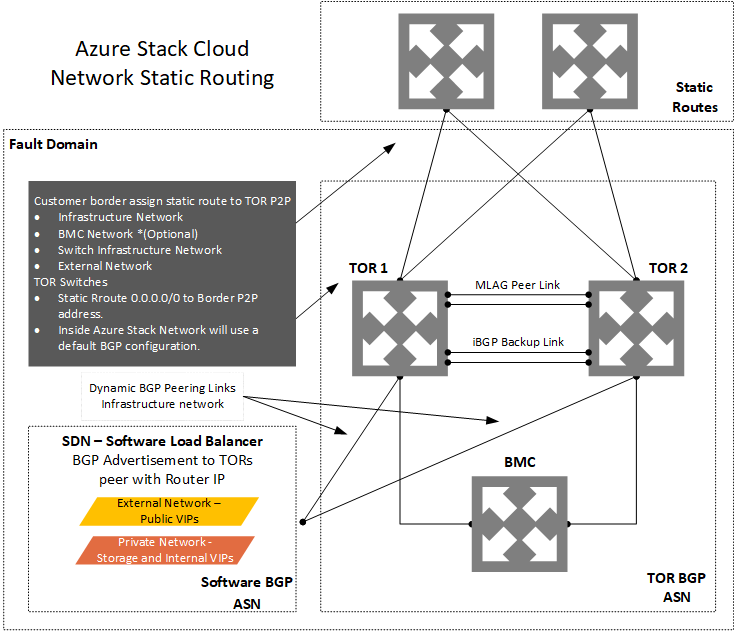 Azure Stack Cloud
Network Static Routing
Static
Routes
Fault Domain
Customer border assign static route to TOR P2P
● Infrastructure Network
● BMC Network *(Optional)
● Switch Infrastructure Network
● External Network
TOR Switches
● Static Rroute 0.0.0.0/0 to Border P2P
address.
● Inside Azure Stack Network will use a
default BGP configuration.
TOR 1
TOR 2
MLAG Peer Link
iBGP Backup Link
Dynamic BGP Peering Links
Infrastructure network
SDN – Software Load Balancer
BGP Advertisement to TORs
peer with Router IP
External Network –
Public VIPs
Private Network -
Storage and Internal VIPs
Software BGP
ASN
BMC
TOR BGP
ASN